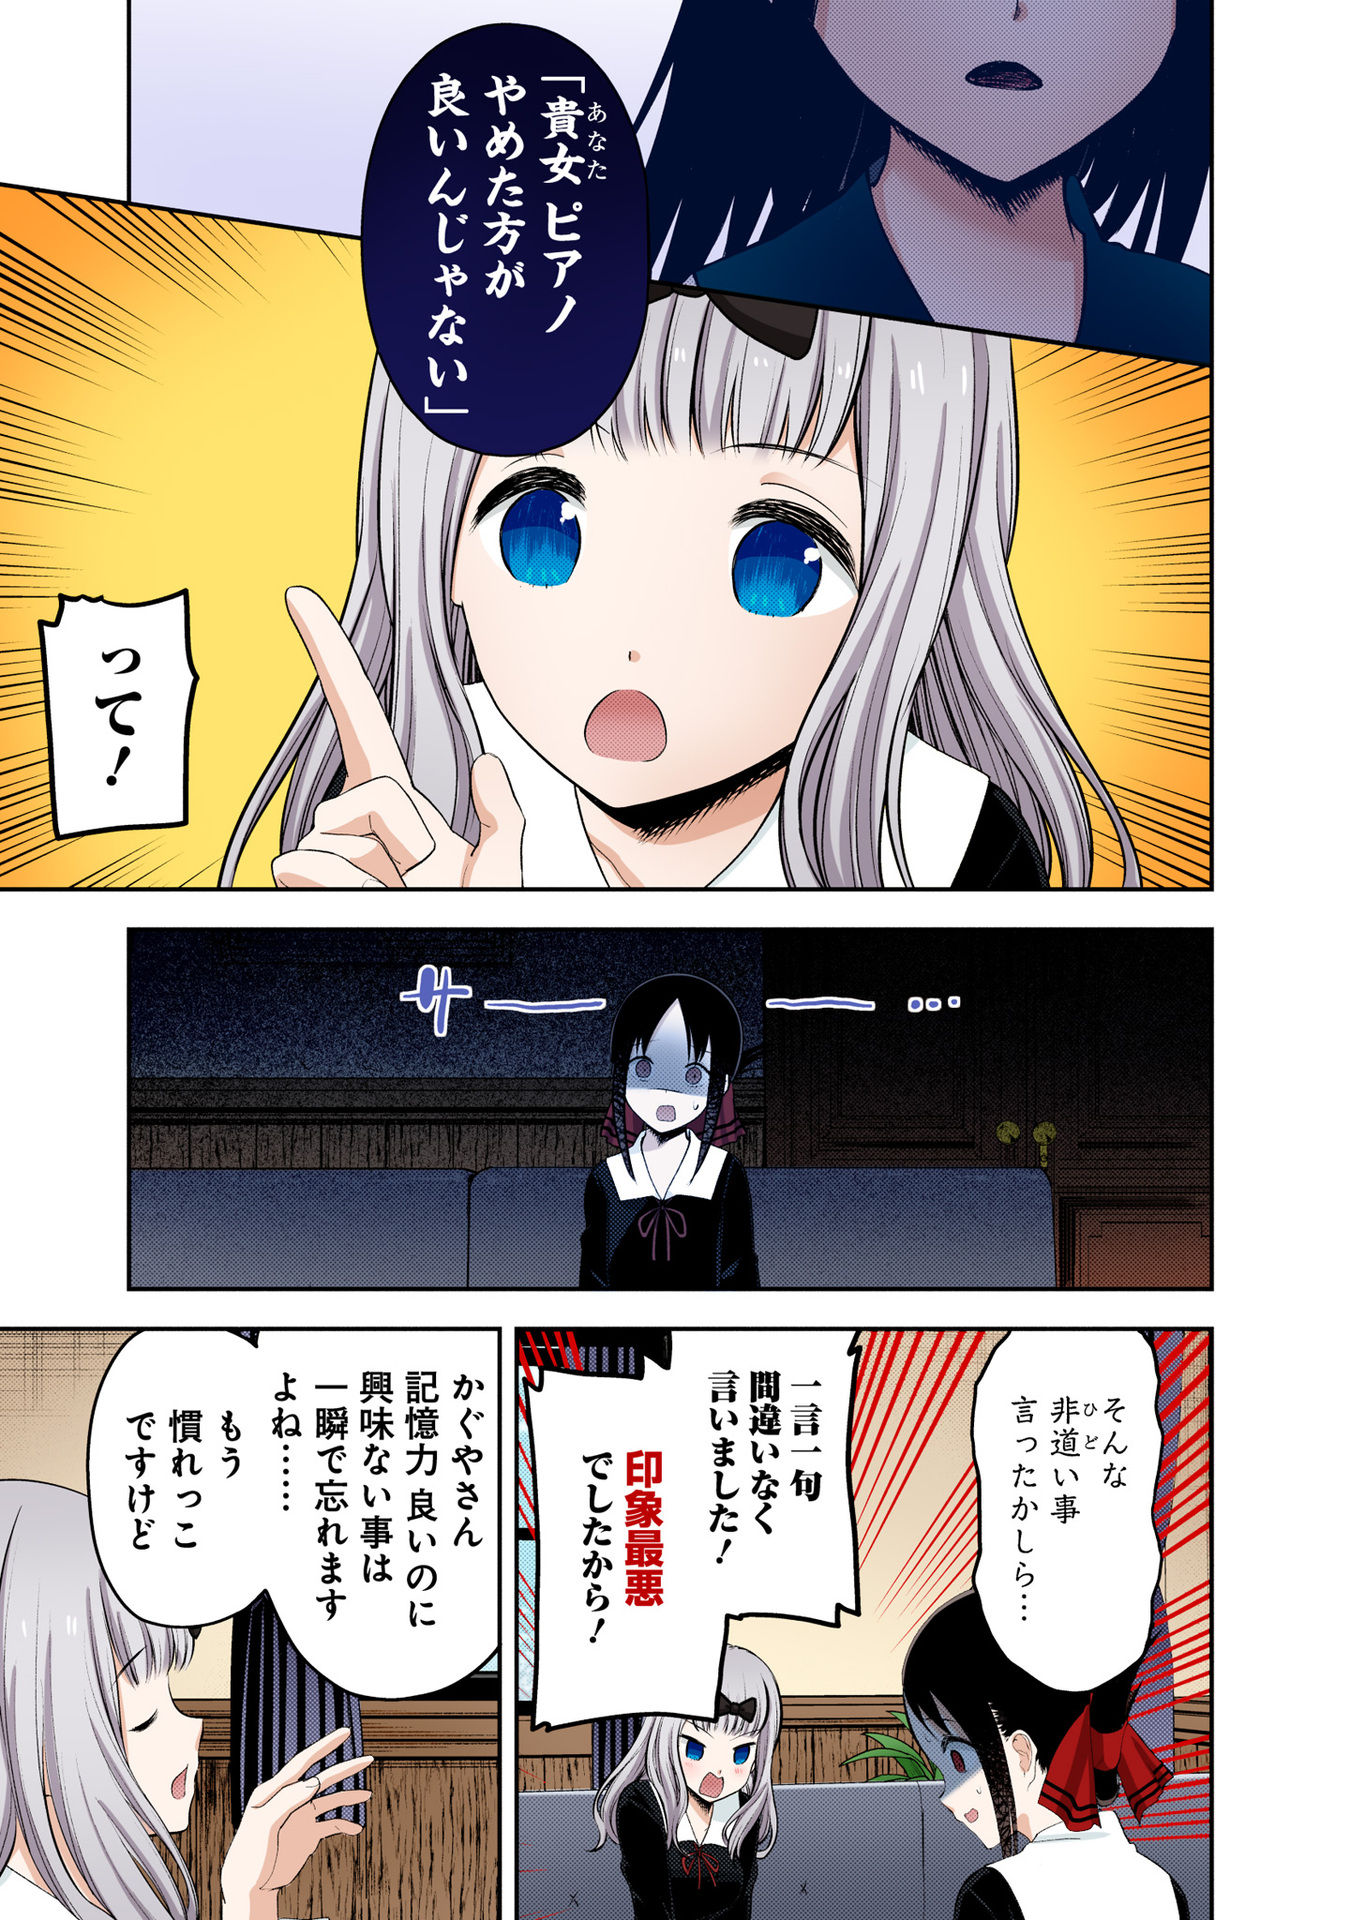 「貴女ピアノ
あなた
やめた方が
良いんじゃない」
って！
サーーー…
そんな
非道い事
ひど
言ったかしら…
一言一句
間違いなく
言いました！
印象最悪
でしたから！
かぐやさん
記憶力良いのに
興味ない事は
一瞬で忘れます
よね……
もう
慣れっこ
ですけど